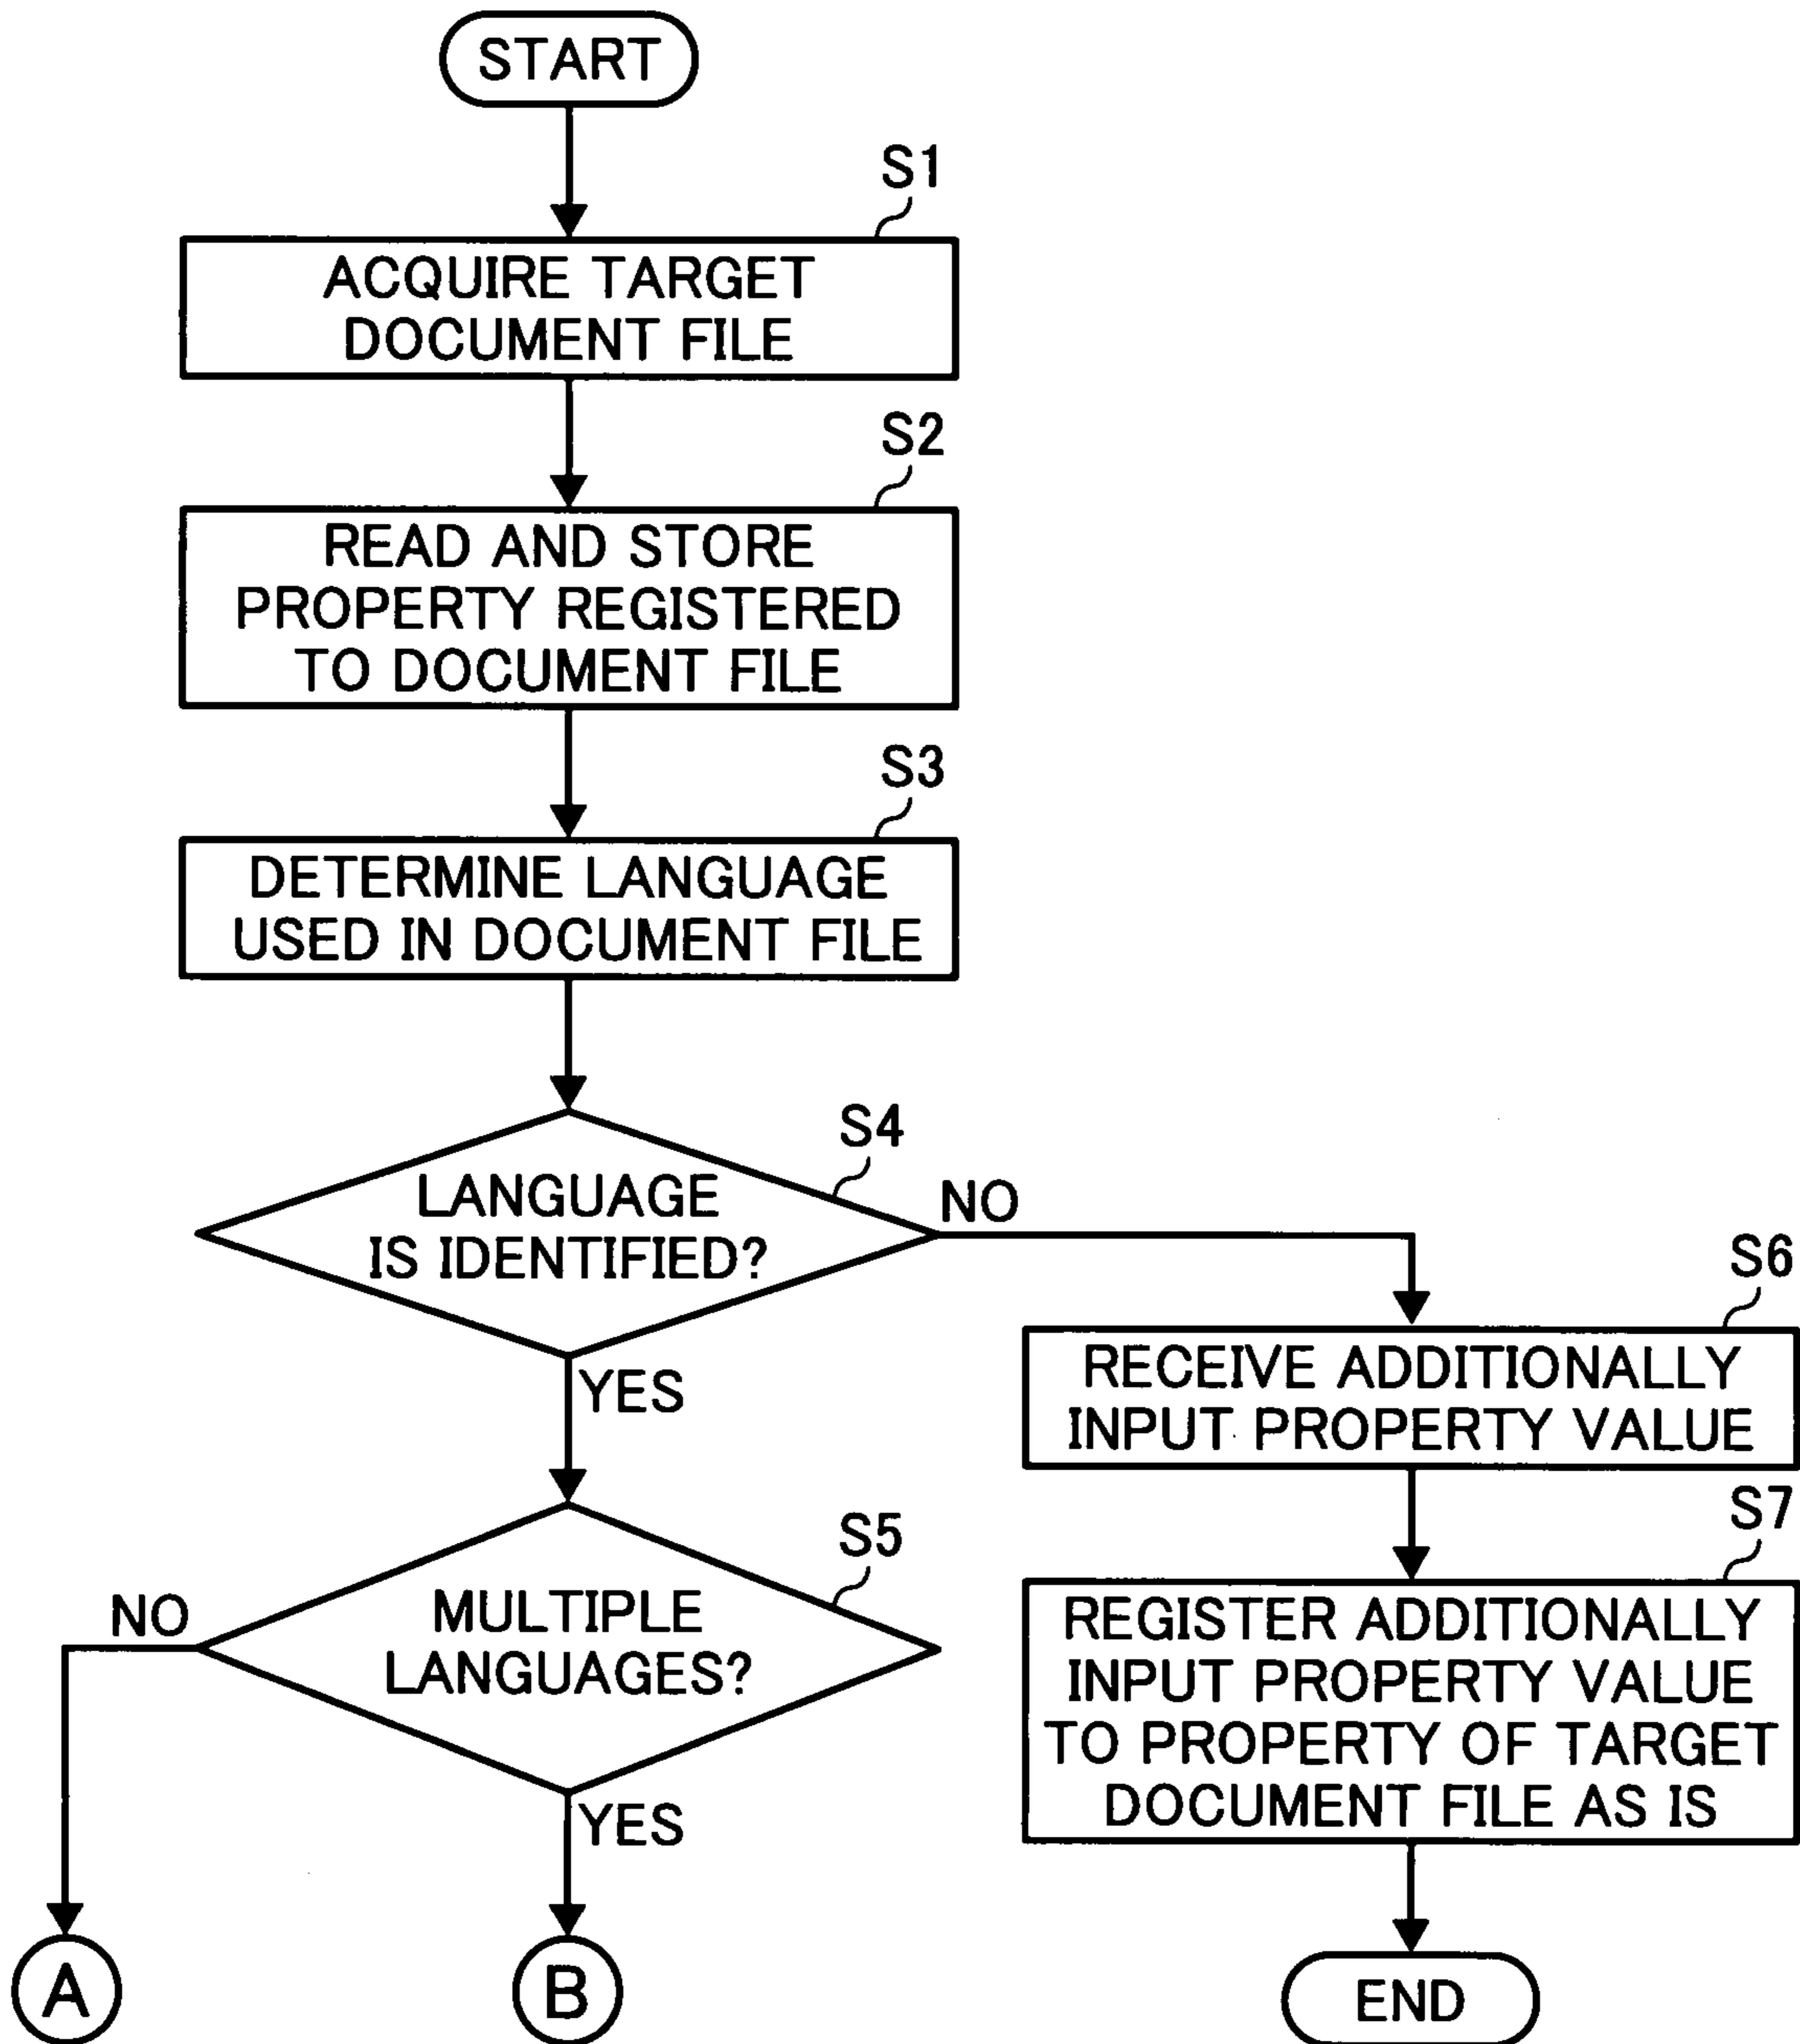 START
S1
ACQUIRE TARGET
DOCUMENT FILE
S2
READ AND STORE
PROPERTY REGISTERED
TO DOCUMENT FILE
S3
DETERMINE LANGUAGE
USED IN DOCUMENT FILE
S4
LANGUAGE
IS IDENTIFIED?
NO
YES
S5
MULTIPLE
LANGUAGES?
NO
YES
A
B
S6
RECEIVE ADDITIONALLY
INPUT PROPERTY VALUE
S7
REGISTER ADDITIONALLY
INPUT PROPERTY VALUE
TO PROPERTY OF TARGET
DOCUMENT FILE AS IS
END